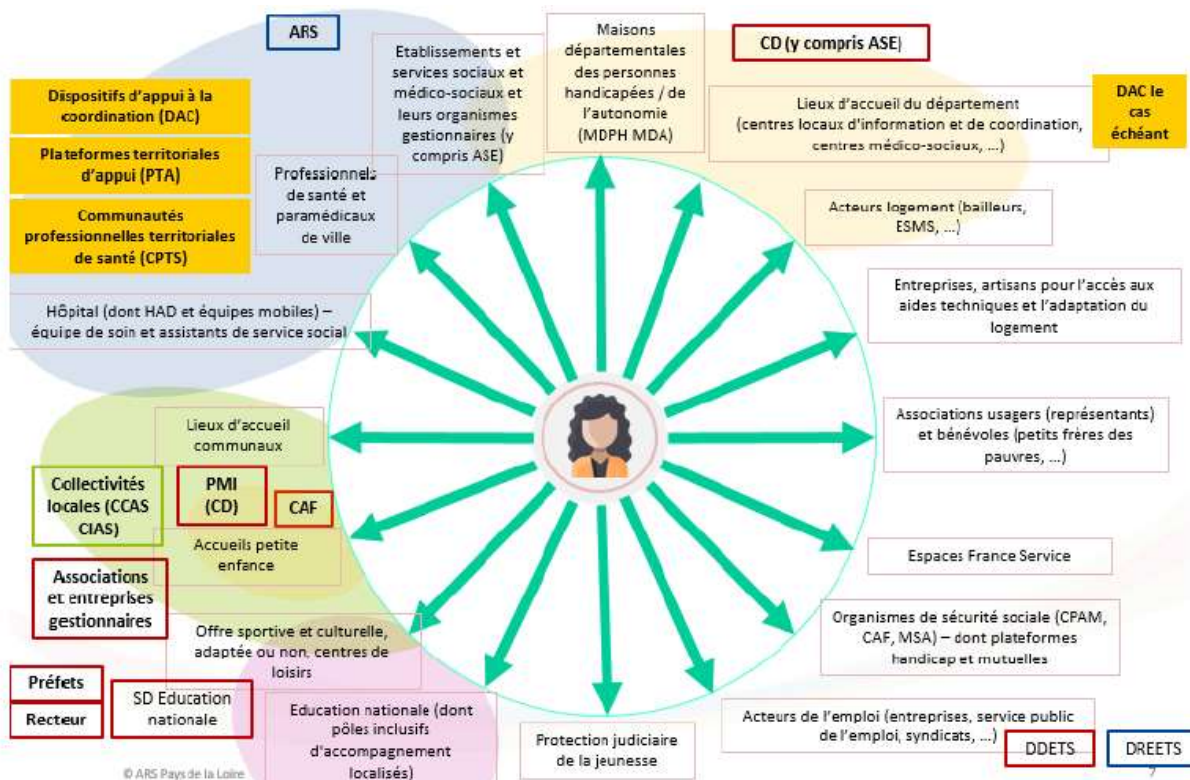 ARS
Maisons
départementales
des personnes
handicapées / de
l'autonomie
(MDPH MDA)
CD (y compris ASE)
Etablissements et
services sociaux et
médico-sociaux et
leurs organismes
gestionnaires (y
compris ASE)
Dispositifs d'appui à la
coordination (DAC)
Lieux d'accueil du département
(centres locaux d'information et de coordination,
centres médico-sociaux, ...)
DAC le
cas
échéant
Plateformes territoriales
d'appui (PTA)
Professionnels
de santé et
paramédicaux
de ville
Communautés
professionnelles territoriales
de santé (CPTS)
Acteurs logement (bailleurs,
ESMS, ...)
Hôpital (dont HAD et équipes mobiles) –
équipe de soin et assistants de service social
Entreprises, artisans pour l'accès aux
aides techniques et l'adaptation du
logement
Lieux d'accueil
communaux
Associations usagers (représentants)
et bénévoles (petits frères des
pauvres, ...)
Collectivités
locales (CCAS
CIAS)
PMI
(CD)
CAF
Accueils petite
enfance
Espaces France Service
Associations
et entreprises
gestionnaires
Offre sportive et culturelle,
adaptée ou non, centres de
loisirs
Organismes de sécurité sociale (CPAM,
CAF, MSA) – dont plateformes
handicap et mutuelles
Préfets
Recteur
SD Education
nationale
Education nationale (dont
pôles inclusifs
d'accompagnement
localisés)
Protection judiciaire
de la jeunesse
Acteurs de l'emploi (entreprises, service public
de l'emploi, syndicats, ...)
DDETS
DREETS
© ARS Pays de la Loire
7